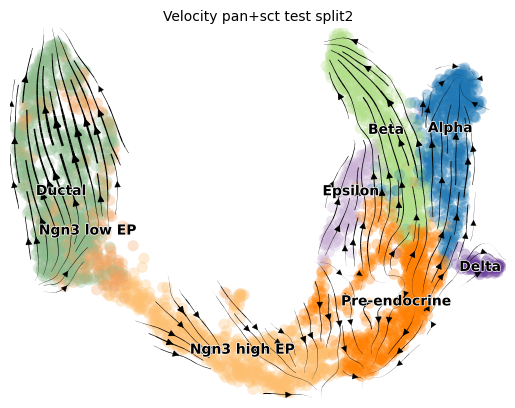 Velocity pan+sct test split2
Beta
Alpha
Ductal
Epsilon
Ngn3 low EP
Delta
Pre-endocrine
Ngn3 high EP